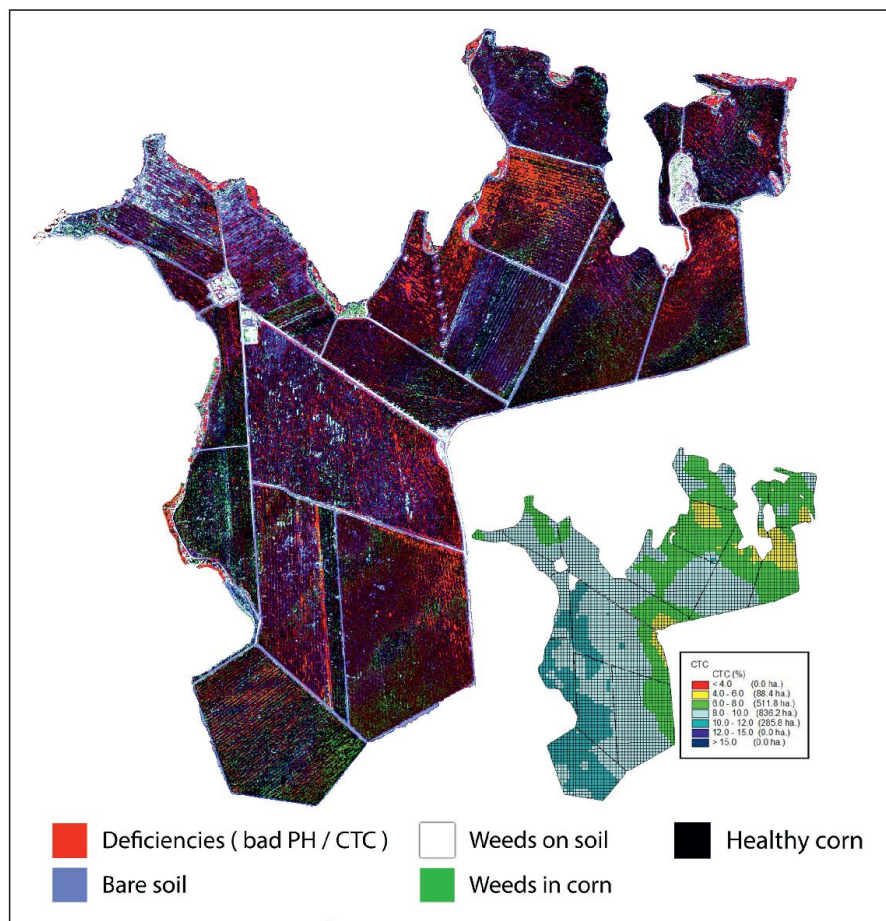 CTC
CTC (%)
< 4.0 (0.0 ha.)
4.0 - 6.0 (88.4 ha.)
6.0 - 8.0 (511.8 ha.)
8.0 - 10.0 (836.2 ha.)
10.0 - 12.0 (285.8 ha.)
12.0 - 15.0 (0.0 ha.)
> 15.0 (0.0 ha.)
Deficiencies ( bad PH / CTC )
Weeds on soil
Healthy corn
Bare soil
Weeds in corn